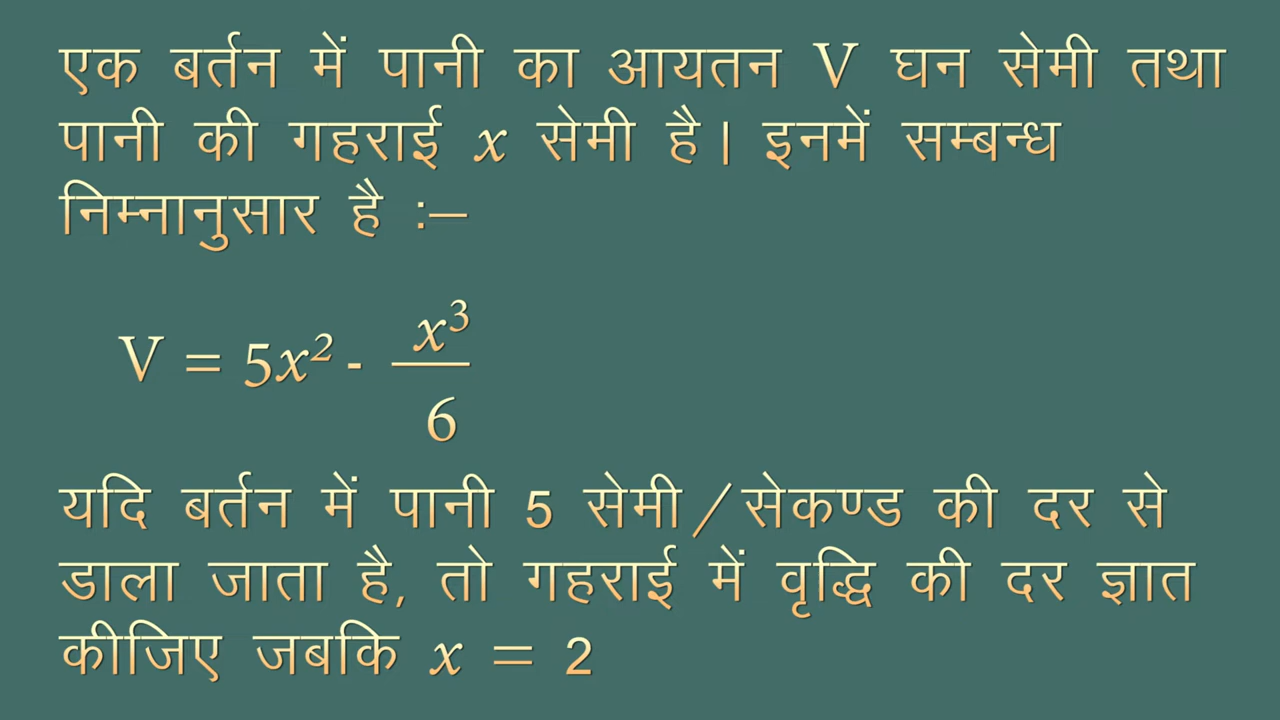 एक बर्तन में पानी का आयतन V घन सेमी तथा
पानी की गहराई x सेमी है। इनमें सम्बन्ध
निम्नानुसार है :–
V = 5x² - x³/6
यदि बर्तन में पानी 5 सेमी/सेकण्ड की दर से
डाला जाता है, तो गहराई में वृद्धि की दर ज्ञात
कीजिए जबकि x = 2